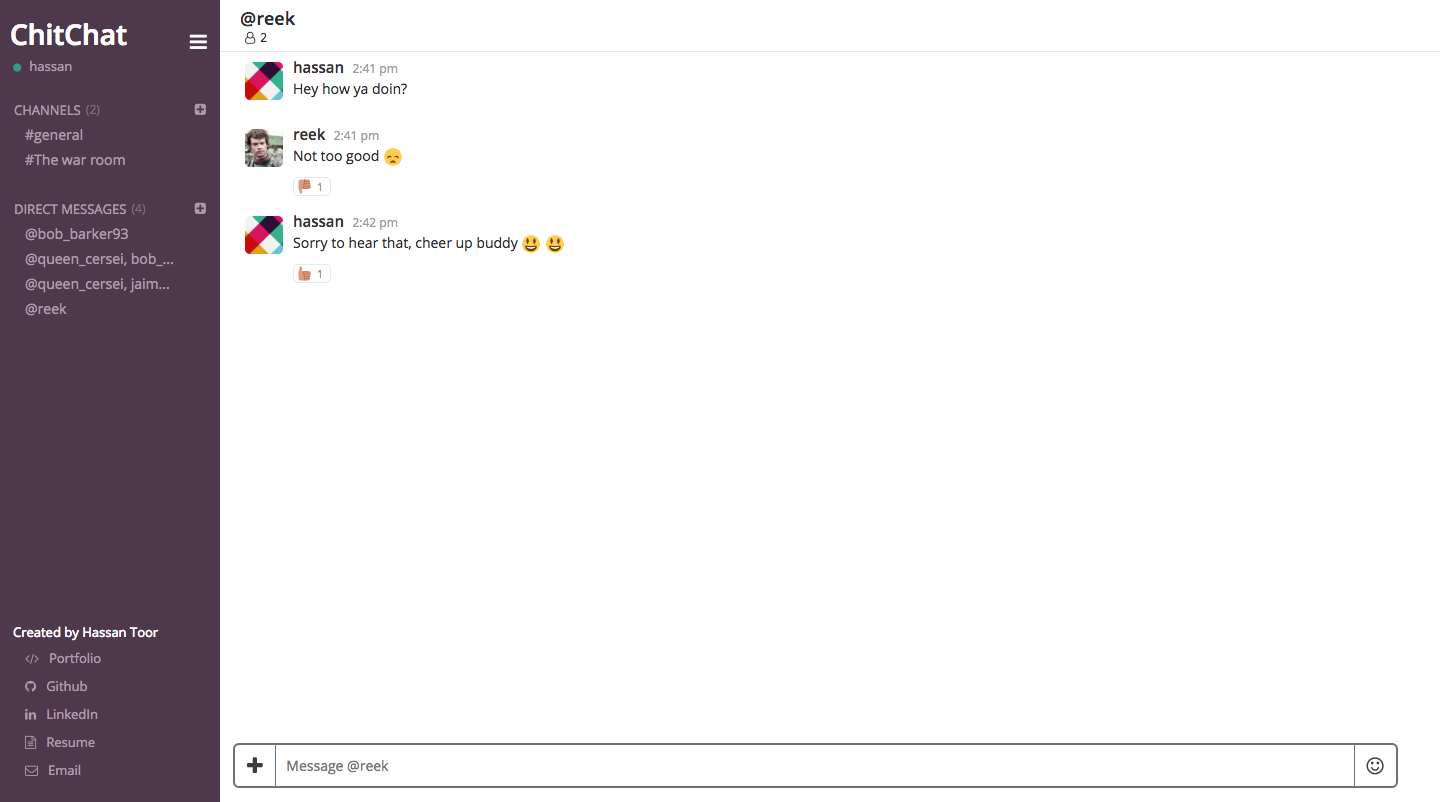 ChitChat
hassan
CHANNELS (2)
#general
#The war room
DIRECT MESSAGES (4)
@bob_barker93
@queen_cersei, bob_...
@queen_cersei, jaim...
@reek
Created by Hassan Toor
Portfolio
Github
LinkedIn
Resume
Email
@reek
2
hassan 2:41 pm
Hey how ya doin?
reek 2:41 pm
Not too good 😞
👎🏽 1
hassan 2:42 pm
Sorry to hear that, cheer up buddy 😃 😃
👍🏽 1
Message @reek